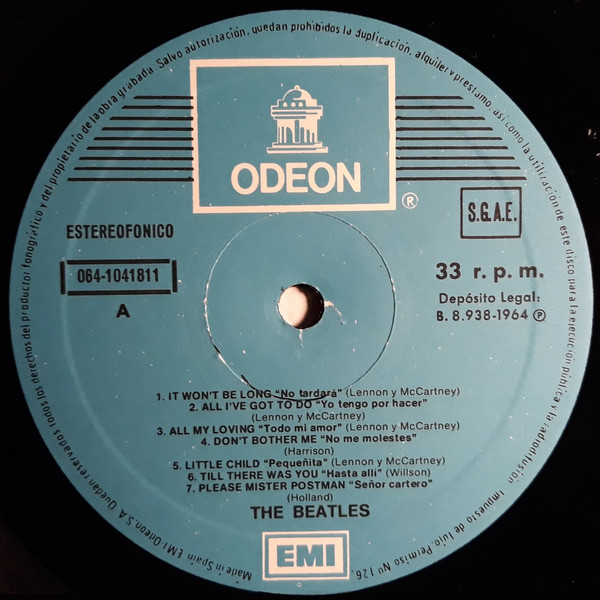 Reservados todos los derechos del productor fonográfico y del propietario de la obra grabada. Salvo autorización, quedan prohibidos la duplicación, alquiler y prestamo, así como la utilización de este disco para la ejecución pública y la radiodifusión
ODEON
®
ESTEREOFONICO
S.G.A.E.
064-1041811
33 r. p. m.
A
Depósito Legal:
B. 8.938-1964 Ⓟ
1. IT WON'T BE LONG "No tardará" (Lennon y McCartney)
2. ALL I'VE GOT TO DO "Yo tengo por hacer"
(Lennon y McCartney)
3. ALL MY LOVING "Todo mi amor" (Lennon y McCartney)
4. DON'T BOTHER ME "No me molestes"
(Harrison)
5. LITTLE CHILD "Pequeñita" (Lennon y McCartney)
6. TILL THERE WAS YOU "Hasta alli" (Willson)
7. PLEASE MISTER POSTMAN "Señor cartero"
(Holland)
THE BEATLES
EMI
Made in Spain EMI Odeon, S.A. Quedan
Impuesto de lujo. Permiso Nº 126.